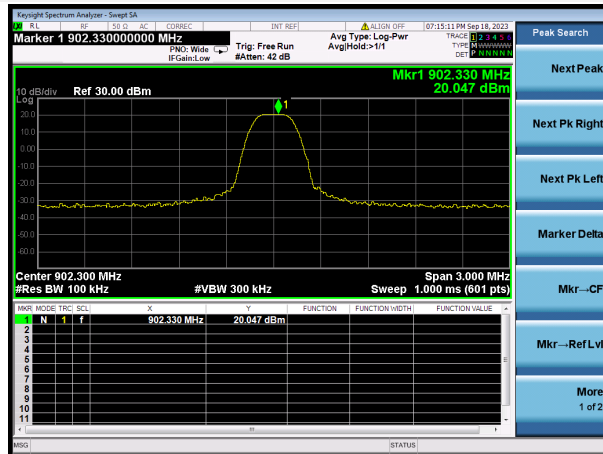 Keysight Spectrum Analyzer - Swept SA
RL RF 50 Ω AC CORREC INT REF ALIGN OFF 07:15:11 PM Sep 18, 2023
Marker 1 902.330000000 MHz
PNO: Wide
IFGain:Low
Trig: Free Run
#Atten: 42 dB
Avg Type: Log-Pwr
Avg|Hold:>1/1
TRACE 1 2 3 4 5 6
TYPE M WWWWW
DET P N N N N N
Peak Search
Next Peak
Next Pk Right
Next Pk Left
Marker Delta
Mkr→CF
Mkr→Ref Lvl
More
1 of 2
Mkr1 902.330 MHz
20.047 dBm
10 dB/div Ref 30.00 dBm
Log
1
20.0
10.0
0.00
-10.0
-20.0
-30.0
-40.0
-50.0
-60.0
Center 902.300 MHz Span 3.000 MHz
#Res BW 100 kHz #VBW 300 kHz Sweep 1.000 ms (601 pts)
MKR MODE TRC SCL X Y FUNCTION FUNCTION WIDTH FUNCTION VALUE
1 N 1 f 902.330 MHz 20.047 dBm
2
3
4
5
6
7
8
9
10
11
MSG STATUS